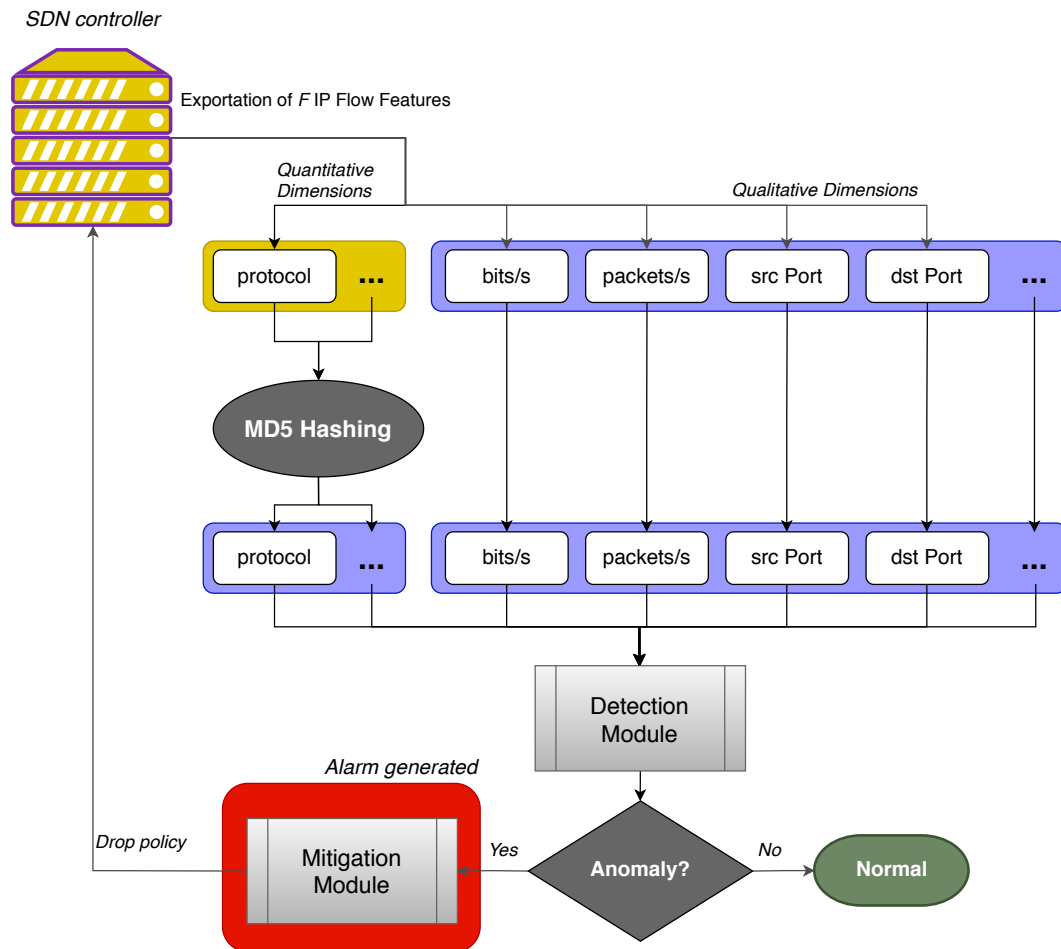 SDN controller
Exportation of F IP Flow Features
Quantitative
Dimensions
Qualitative Dimensions
protocol
...
bits/s
packets/s
src Port
dst Port
...
MD5 Hashing
protocol
...
bits/s
packets/s
src Port
dst Port
...
Detection
Module
Alarm generated
Drop policy
Mitigation
Module
Yes
Anomaly?
No
Normal